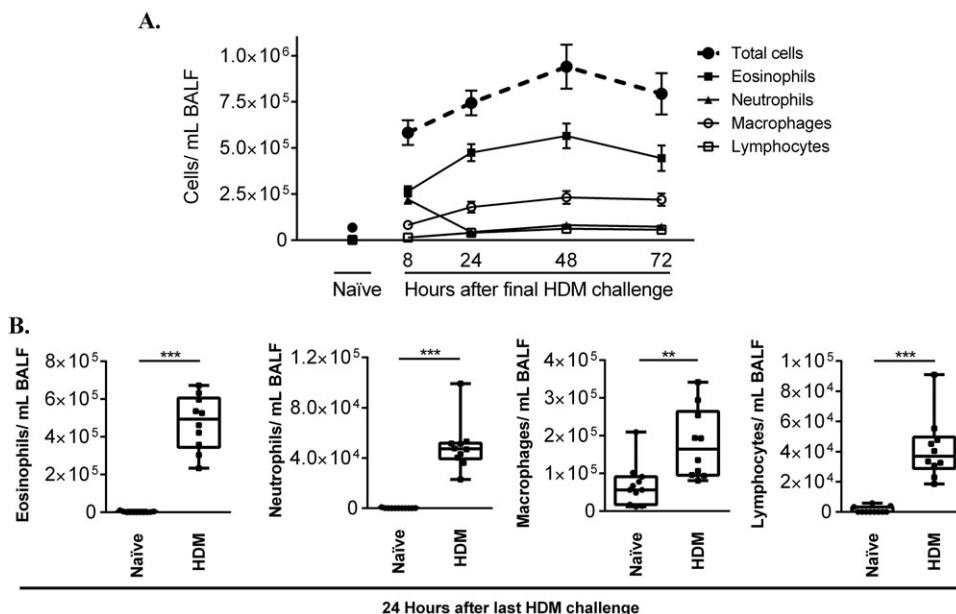 A.
Cells/ mL BALF
1.0×10⁶
7.5×10⁵
5.0×10⁵
2.5×10⁵
0
Total cells
Eosinophils
Neutrophils
Macrophages
Lymphocytes
8 24 48 72
Naïve Hours after final HDM challenge
B.
Eosinophils/ mL BALF
8×10⁵
6×10⁵
4×10⁵
2×10⁵
0
***
Naïve HDM
Neutrophils/ mL BALF
1.2×10⁵
8.0×10⁴
4.0×10⁴
0
***
Naïve HDM
Macrophages/ mL BALF
4×10⁵
3×10⁵
2×10⁵
1×10⁵
0
**
Naïve HDM
Lymphocytes/ mL BALF
1×10⁵
8×10⁴
6×10⁴
4×10⁴
2×10⁴
0
***
Naïve HDM
24 Hours after last HDM challenge